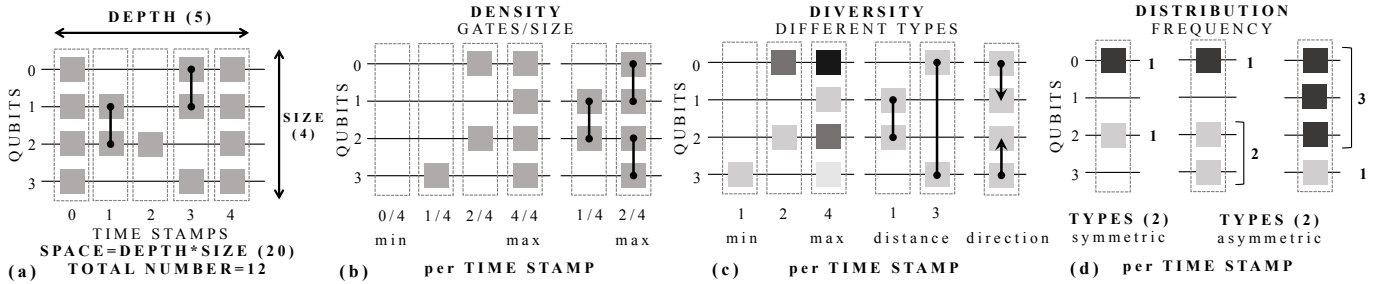 DEPTH (5)
QUBITS
0
1
2
3
SIZE
(4)
0 1 2 3 4
TIME STAMPS
SPACE=DEPTH*SIZE (20)
(a) TOTAL NUMBER=12
DENSITY
GATES/SIZE
QUBITS
0
1
2
3
0/4 1/4 2/4 4/4 1/4 2/4
min max max
(b) per TIME STAMP
DIVERSITY
DIFFERENT TYPES
QUBITS
0
1
2
3
1 2 4 1 3
min max distance direction
(c) per TIME STAMP
DISTRIBUTION
FREQUENCY
QUBITS
0 1 1
1 3
2 1 2
3 1
TYPES (2) TYPES (2)
symmetric asymmetric
(d) per TIME STAMP